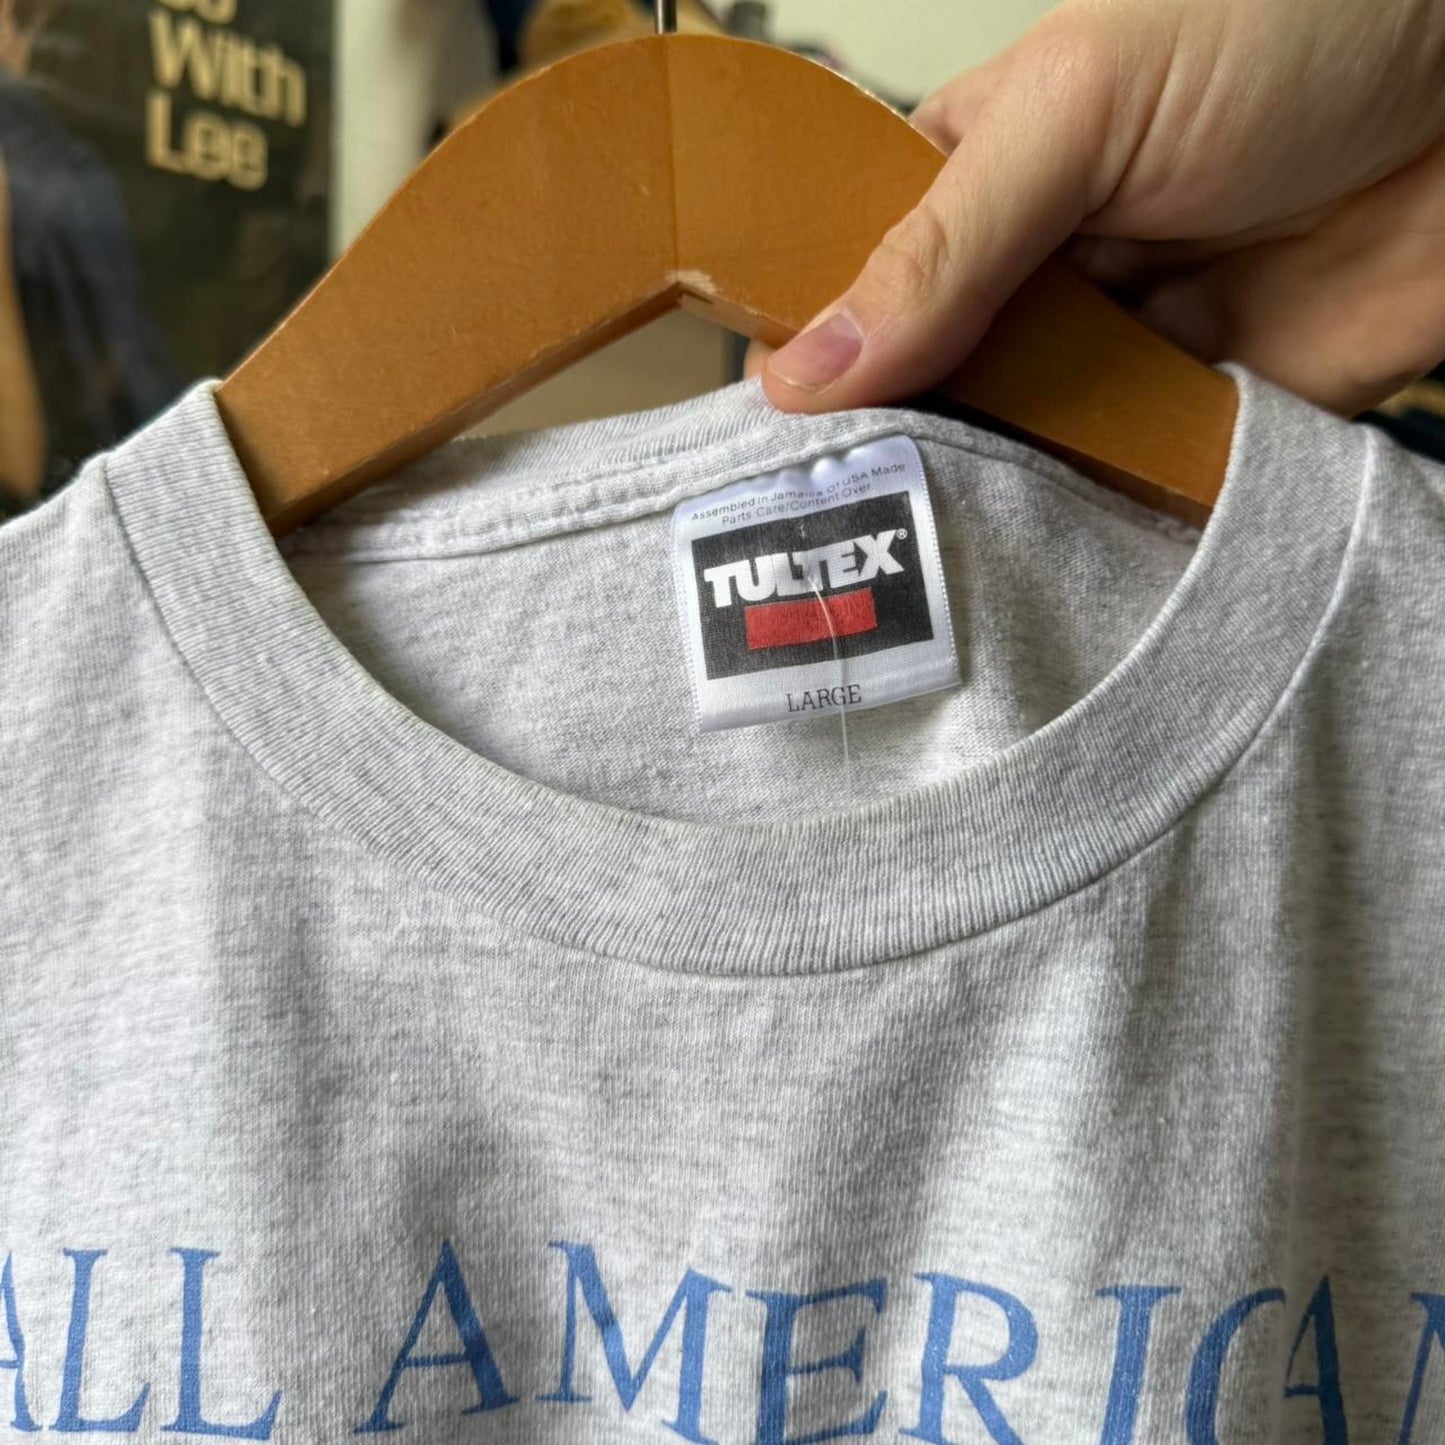 With
Lee
Assembled in Jamaica Of USA Made
Parts Care/Content Over.
TULTEX®
LARGE
ALL AMERICAN